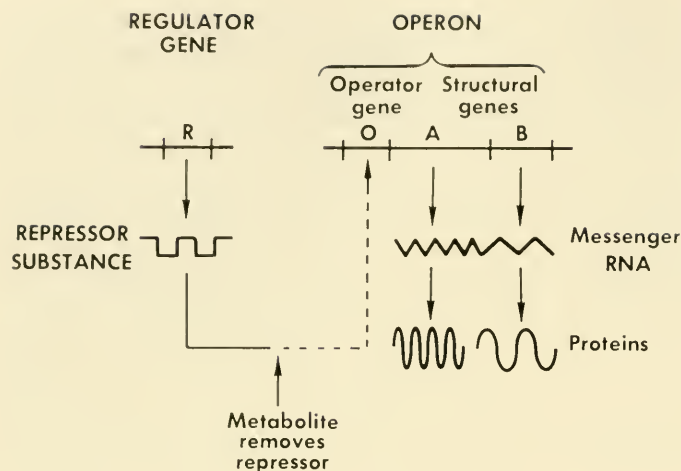 REGULATOR
GENE
OPERON
Operator
gene
Structural
genes
R
O
A
B
REPRESSOR
SUBSTANCE
Messenger
RNA
Proteins
Metabolite
removes
repressor